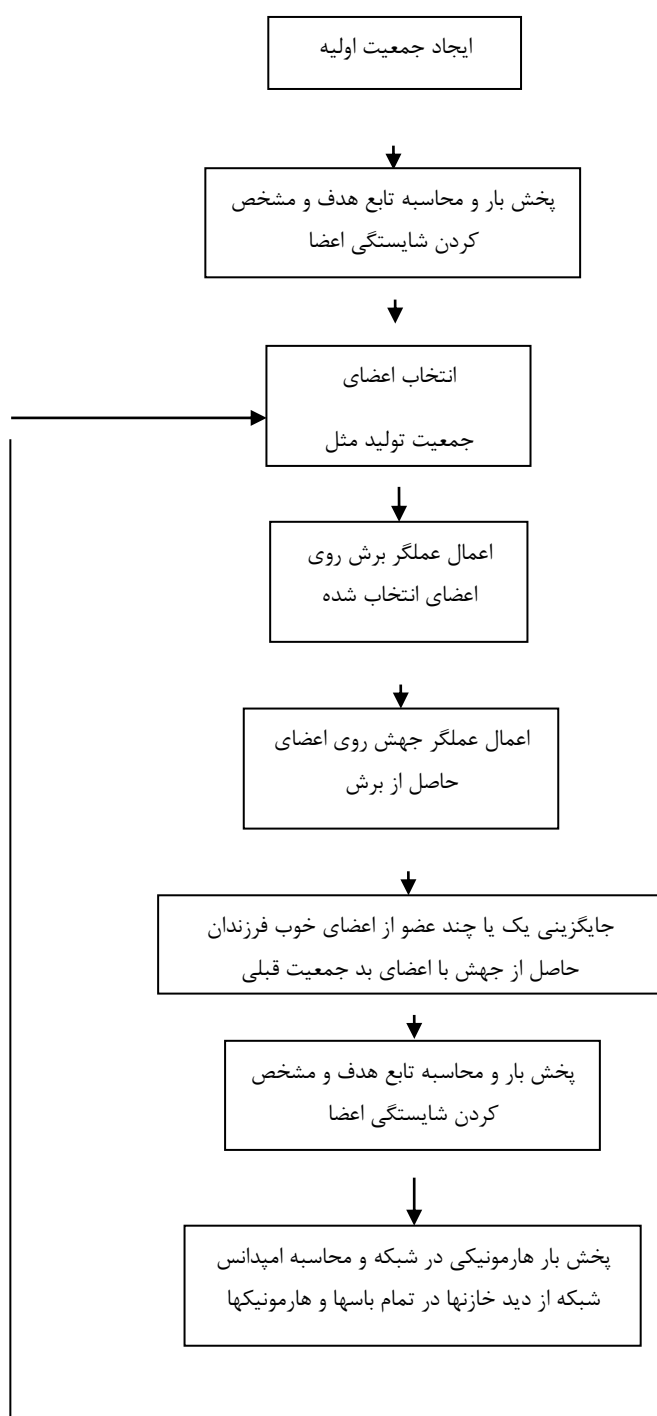 ایجاد جمعیت اولیه
پخش بار و محاسبه تابع هدف و مشخص
کردن شایستگی اعضا
انتخاب اعضای
جمعیت تولید مثل
اعمال عملگر برش روی
اعضای انتخاب شده
اعمال عملگر جهش روی اعضای
حاصل از برش
جایگزینی یک یا چند عضو از اعضای خوب فرزندان
حاصل از جهش با اعضای بد جمعیت قبلی
پخش بار و محاسبه تابع هدف و مشخص
کردن شایستگی اعضا
پخش بار هارمونیکی در شبکه و محاسبه امپدانس
شبکه از دید خازنها در تمام باسها و هارمونیکها